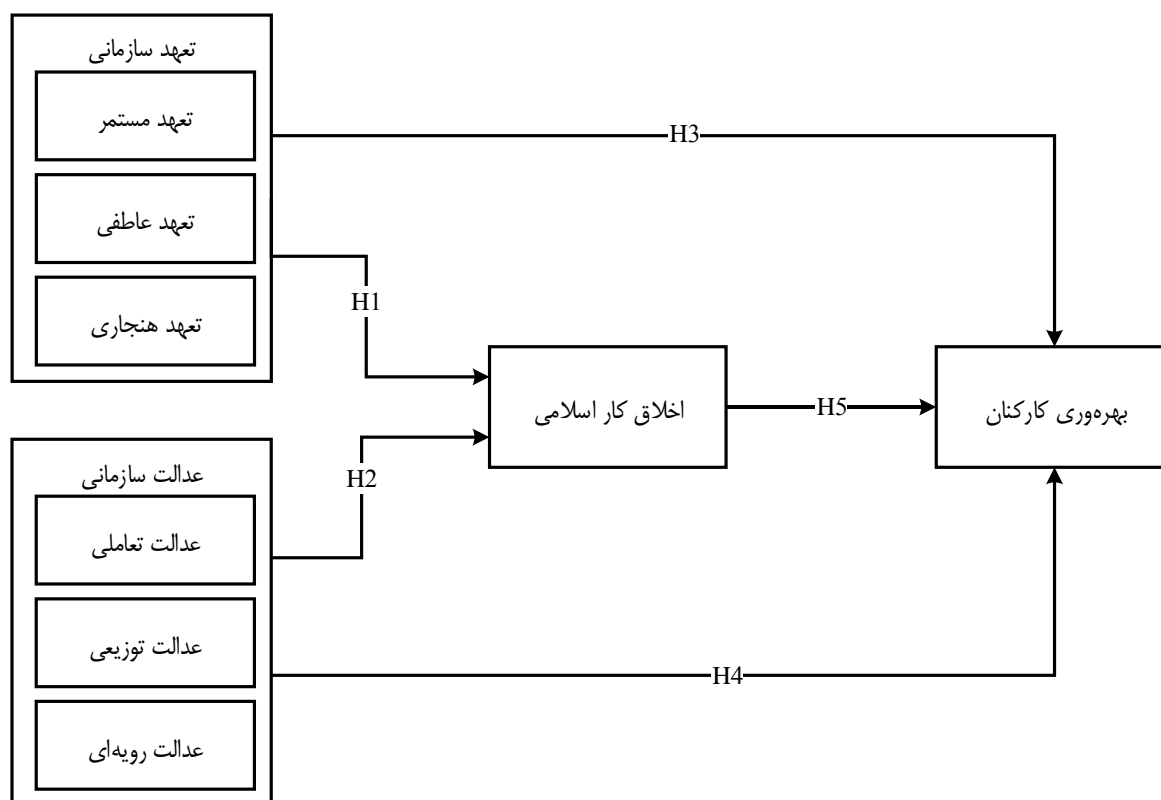 تعهد سازمانی
تعهد مستمر
H3
تعهد عاطفی
H1
تعهد هنجاری
اخلاق کار اسلامی
H5
بهره‌وری کارکنان
عدالت سازمانی
H2
عدالت تعاملی
عدالت توزیعی
H4
عدالت رویه‌ای